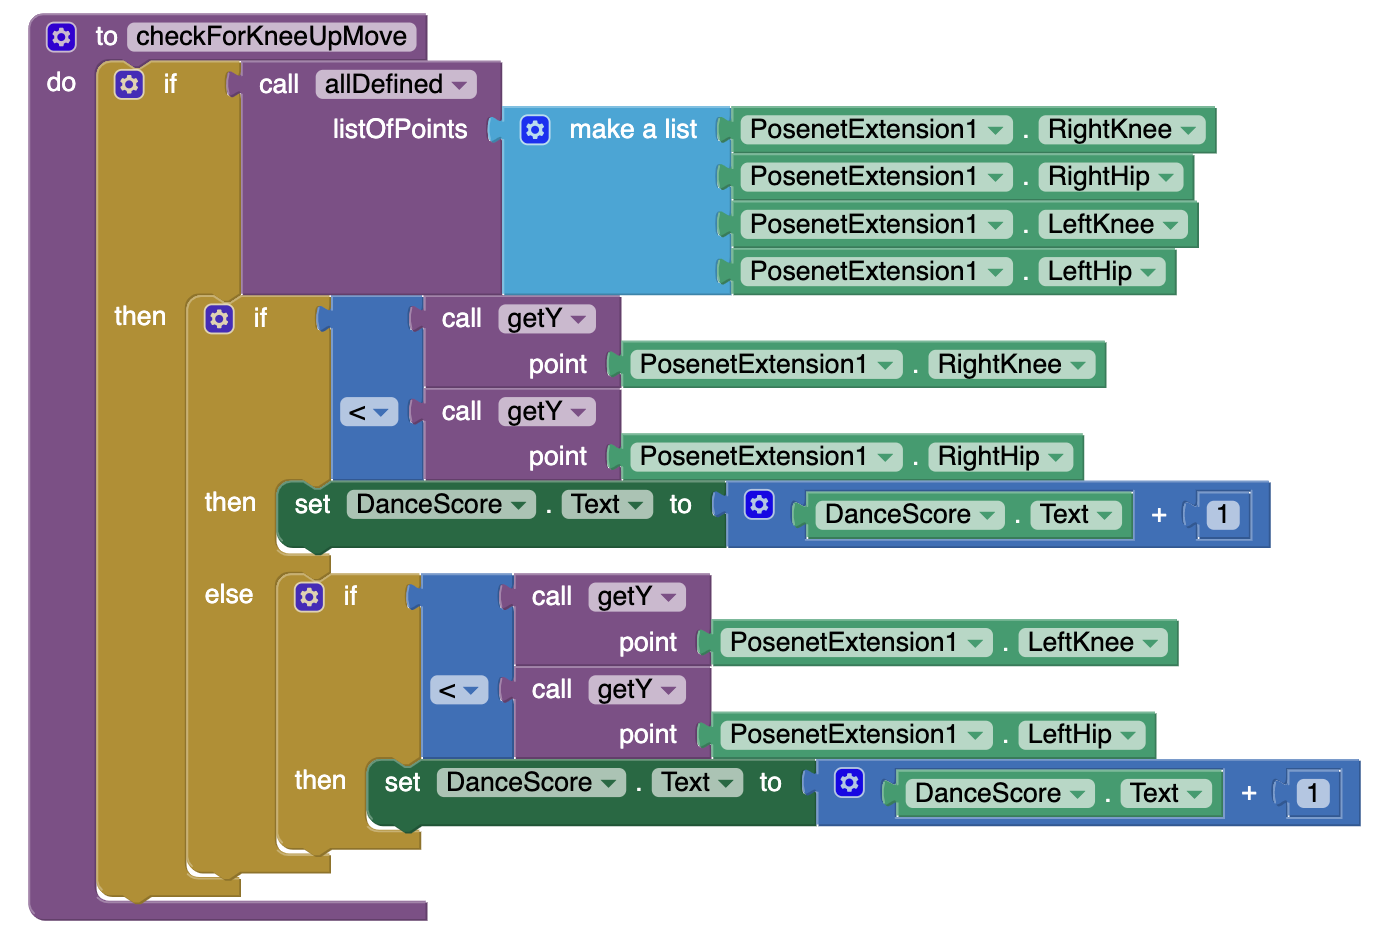 to checkForKneeUpMove
do if call allDefined
listOfPoints make a list PosenetExtension1 . RightKnee
PosenetExtension1 . RightHip
PosenetExtension1 . LeftKnee
PosenetExtension1 . LeftHip
then if call getY
point PosenetExtension1 . RightKnee
< call getY
point PosenetExtension1 . RightHip
then set DanceScore . Text to DanceScore . Text + 1
else if call getY
point PosenetExtension1 . LeftKnee
< call getY
point PosenetExtension1 . LeftHip
then set DanceScore . Text to DanceScore . Text + 1